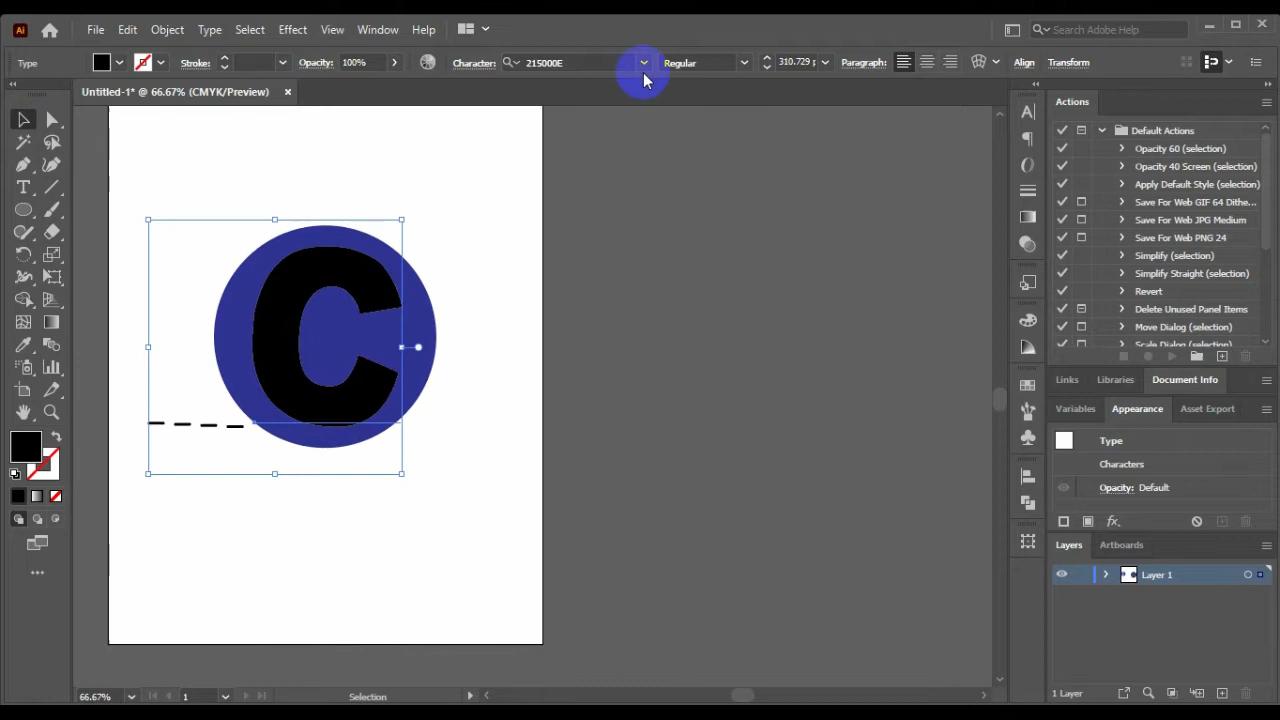 Ai
File
Edit
Object
Type
Select
Effect
View
Window
Help
Search Adobe Help
Type
Stroke:
Opacity:
100%
Character:
215000E
Regular
310.729 p
Paragraph:
Align
Transform
Untitled-1* @ 66.67% (CMYK/Preview)
Actions
Default Actions
Opacity 60 (selection)
Opacity 40 Screen (selection)
Apply Default Style (selection)
Save For Web GIF 64 Dithe...
Save For Web JPG Medium
Save For Web PNG 24
Simplify (selection)
Simplify Straight (selection)
Revert
Delete Unused Panel Items
Move Dialog (selection)
Scale Dialog (selection)
Links
Libraries
Document Info
Variables
Appearance
Asset Export
Type
Characters
Opacity: Default
fx
Layers
Artboards
Layer 1
C
66.67%
1
Selection
1 Layer